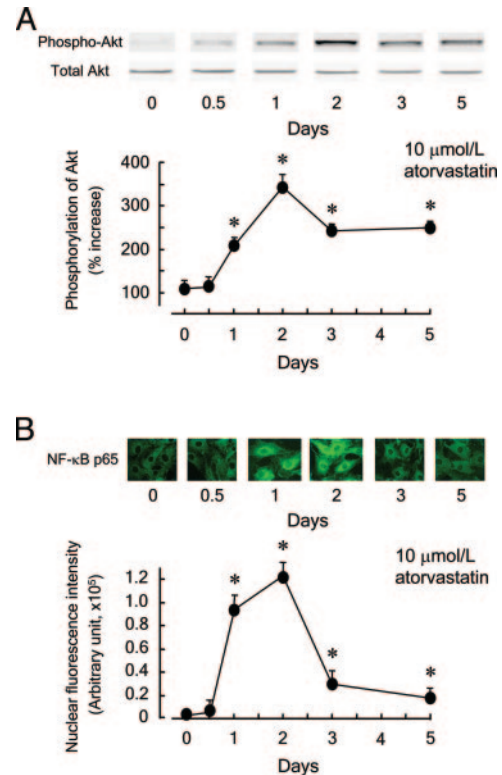 A
Phospho-Akt
Total Akt
0 0.5 1 2 3 5
Days
10 μmol/L
atorvastatin
Phosphorylation of Akt
(% increase)
400
300
200
100
* * * *
0 1 2 3 4 5
Days
B
NF-κB p65
0 0.5 1 2 3 5
Days
10 μmol/L
atorvastatin
Nuclear fluorescence intensity
(Arbitrary unit, x10⁵)
1.2
1.0
0.8
0.6
0.4
0.2
0
* * * *
0 1 2 3 4 5
Days